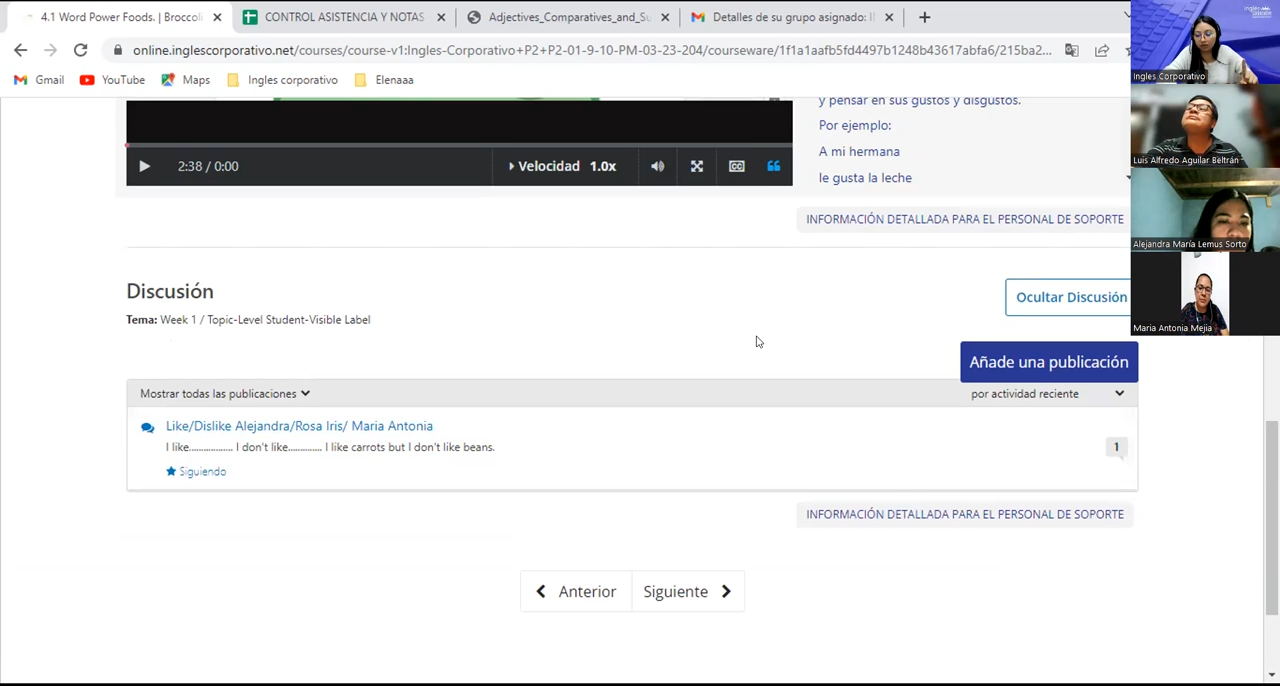 4.1 Word Power Foods. | Broccoli
CONTROL ASISTENCIA Y NOTAS
Adjectives_Comparatives_and_Su
Detalles de su grupo asignado: I
online.inglescorporativo.net/courses/course-v1:Ingles-Corporativo+P2+P2-01-9-10-PM-03-23-204/courseware/1f1a1aafb5fd4497b1248b43617abfa6/215ba2...
Gmail
YouTube
Maps
Ingles corporativo
Elenaaa
Ingles Corporativo
Luis Alfredo Aguilar Beltrán
Alejandra María Lemus Sorto
Maria Antonia Mejia
y pensar en sus gustos y disgustos.
Por ejemplo:
A mi hermana
le gusta la leche
2:38 / 0:00
Velocidad 1.0x
INFORMACIÓN DETALLADA PARA EL PERSONAL DE SOPORTE
Discusión
Ocultar Discusión
Tema: Week 1 / Topic-Level Student-Visible Label
Añade una publicación
Mostrar todas las publicaciones
por actividad reciente
Like/Dislike Alejandra/Rosa Iris/ Maria Antonia
I like................. I don't like.............. I like carrots but I don't like beans.
1
Siguiendo
INFORMACIÓN DETALLADA PARA EL PERSONAL DE SOPORTE
Anterior
Siguiente